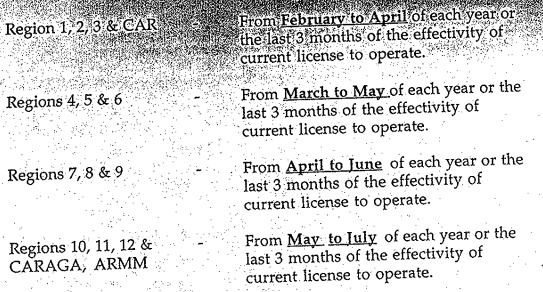 Region 1, 2, 3 & CAR - From February to April of each year or
the last 3 months of the effectivity of
current license to operate.
Regions 4, 5 & 6 - From March to May of each year or the
last 3 months of the effectivity of
current license to operate.
Regions 7, 8 & 9 - From April to June of each year or the
last 3 months of the effectivity of
current license to operate.
Regions 10, 11, 12 & - From May to July of each year or the
CARAGA, ARMM last 3 months of the effectivity of
current license to operate.